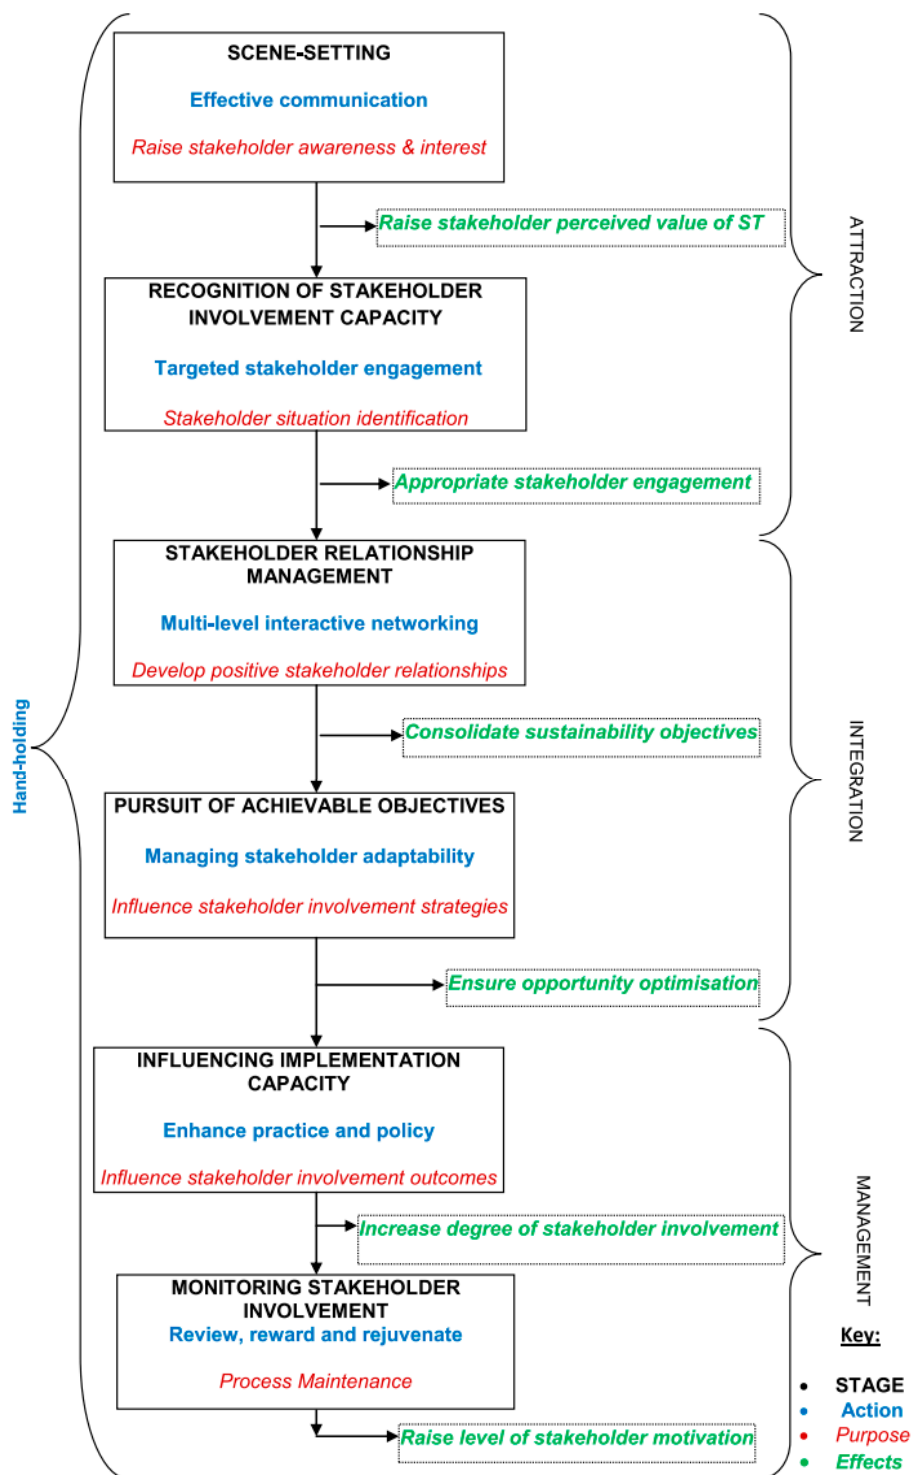 SCENE-SETTING
Effective communication
Raise stakeholder awareness & interest
Raise stakeholder perceived value of ST
RECOGNITION OF STAKEHOLDER
INVOLVEMENT CAPACITY
Targeted stakeholder engagement
Stakeholder situation identification
Appropriate stakeholder engagement
ATTRACTION
STAKEHOLDER RELATIONSHIP
MANAGEMENT
Multi-level interactive networking
Develop positive stakeholder relationships
Consolidate sustainability objectives
Hand-holding
PURSUIT OF ACHIEVABLE OBJECTIVES
Managing stakeholder adaptability
Influence stakeholder involvement strategies
Ensure opportunity optimisation
INTEGRATION
INFLUENCING IMPLEMENTATION
CAPACITY
Enhance practice and policy
Influence stakeholder involvement outcomes
Increase degree of stakeholder involvement
MONITORING STAKEHOLDER
INVOLVEMENT
Review, reward and rejuvenate
Process Maintenance
Raise level of stakeholder motivation
MANAGEMENT
Key:
• STAGE
• Action
• Purpose
• Effects